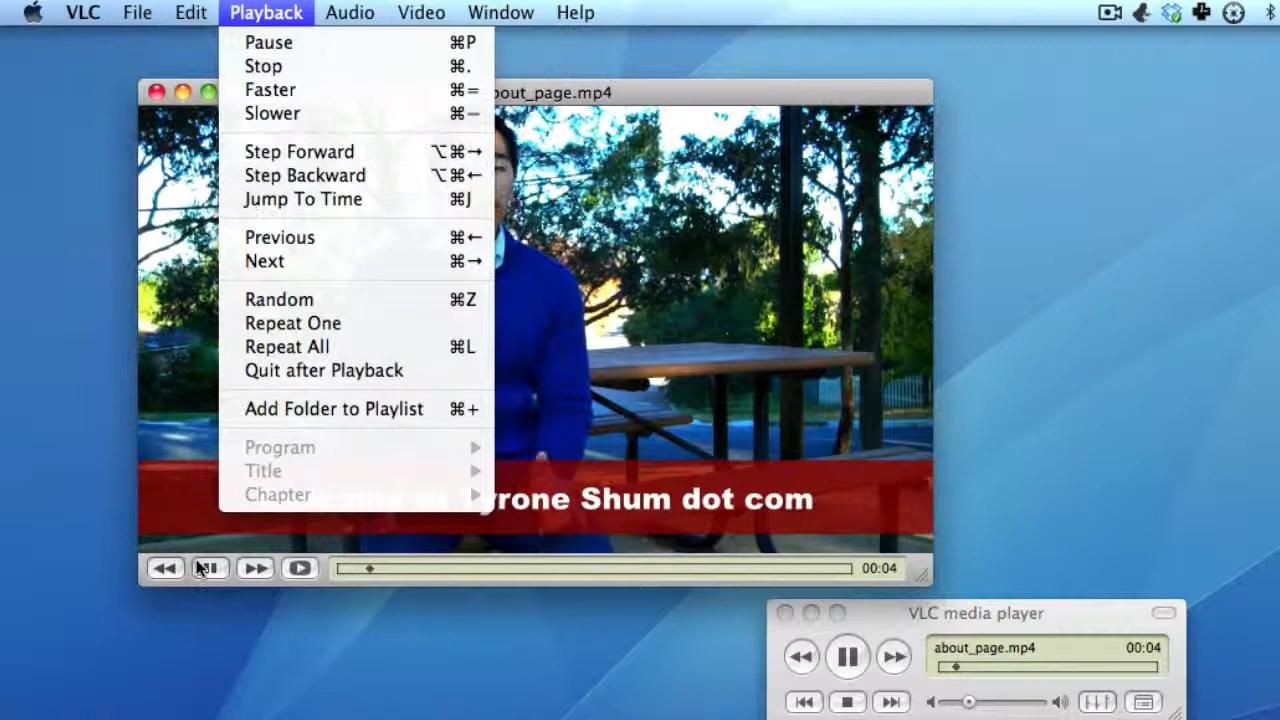 VLC File Edit Playback Audio Video Window Help
Pause ⌘P
Stop ⌘.
Faster ⌘=
Slower ⌘−
Step Forward ⌥⌘→
Step Backward ⌥⌘←
Jump To Time ⌘J
Previous ⌘←
Next ⌘→
Random ⌘Z
Repeat One
Repeat All ⌘L
Quit after Playback
Add Folder to Playlist ⌘+
Program
Title
Chapter
bout_page.mp4
yrone Shum dot com
00:04
VLC media player
about_page.mp4 00:04